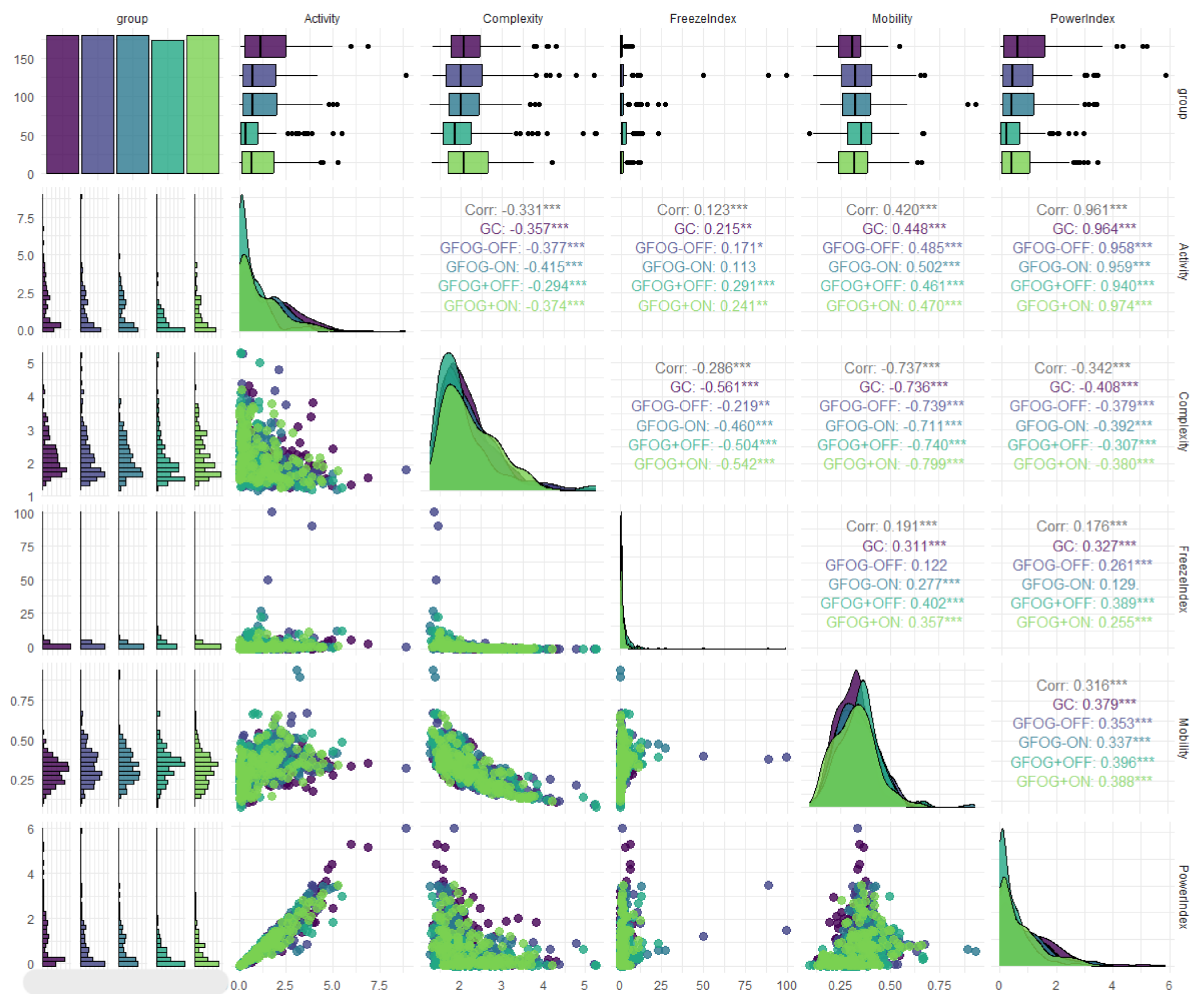 group
Activity
Complexity
FreezeIndex
Mobility
PowerIndex
150
100
50
0
group
7.5
5.0
2.5
0.0
Corr: -0.331***
GC: -0.357***
GFOG-OFF: -0.377***
GFOG-ON: -0.415***
GFOG+OFF: -0.294***
GFOG+ON: -0.374***
Corr: 0.123***
GC: 0.215**
GFOG-OFF: 0.171*
GFOG-ON: 0.113
GFOG+OFF: 0.291***
GFOG+ON: 0.241**
Corr: 0.420***
GC: 0.448***
GFOG-OFF: 0.485***
GFOG-ON: 0.502***
GFOG+OFF: 0.461***
GFOG+ON: 0.470***
Corr: 0.961***
GC: 0.964***
GFOG-OFF: 0.958***
GFOG-ON: 0.959***
GFOG+OFF: 0.940***
GFOG+ON: 0.974***
Activity
5
4
3
2
1
Corr: -0.286***
GC: -0.561***
GFOG-OFF: -0.219**
GFOG-ON: -0.460***
GFOG+OFF: -0.504***
GFOG+ON: -0.542***
Corr: -0.737***
GC: -0.736***
GFOG-OFF: -0.739***
GFOG-ON: -0.711***
GFOG+OFF: -0.740***
GFOG+ON: -0.799***
Corr: -0.342***
GC: -0.408***
GFOG-OFF: -0.379***
GFOG-ON: -0.392***
GFOG+OFF: -0.307***
GFOG+ON: -0.380***
Complexity
100
75
50
25
0
Corr: 0.191***
GC: 0.311***
GFOG-OFF: 0.122
GFOG-ON: 0.277***
GFOG+OFF: 0.402***
GFOG+ON: 0.357***
Corr: 0.176***
GC: 0.327***
GFOG-OFF: 0.261***
GFOG-ON: 0.129.
GFOG+OFF: 0.389***
GFOG+ON: 0.255***
FreezeIndex
0.75
0.50
0.25
Corr: 0.316***
GC: 0.379***
GFOG-OFF: 0.353***
GFOG-ON: 0.337***
GFOG+OFF: 0.396***
GFOG+ON: 0.388***
Mobility
6
4
2
0
PowerIndex
0.0 2.5 5.0 7.5
2 3 4 5
0 25 50 75 100
0.25 0.50 0.75
0 2 4 6